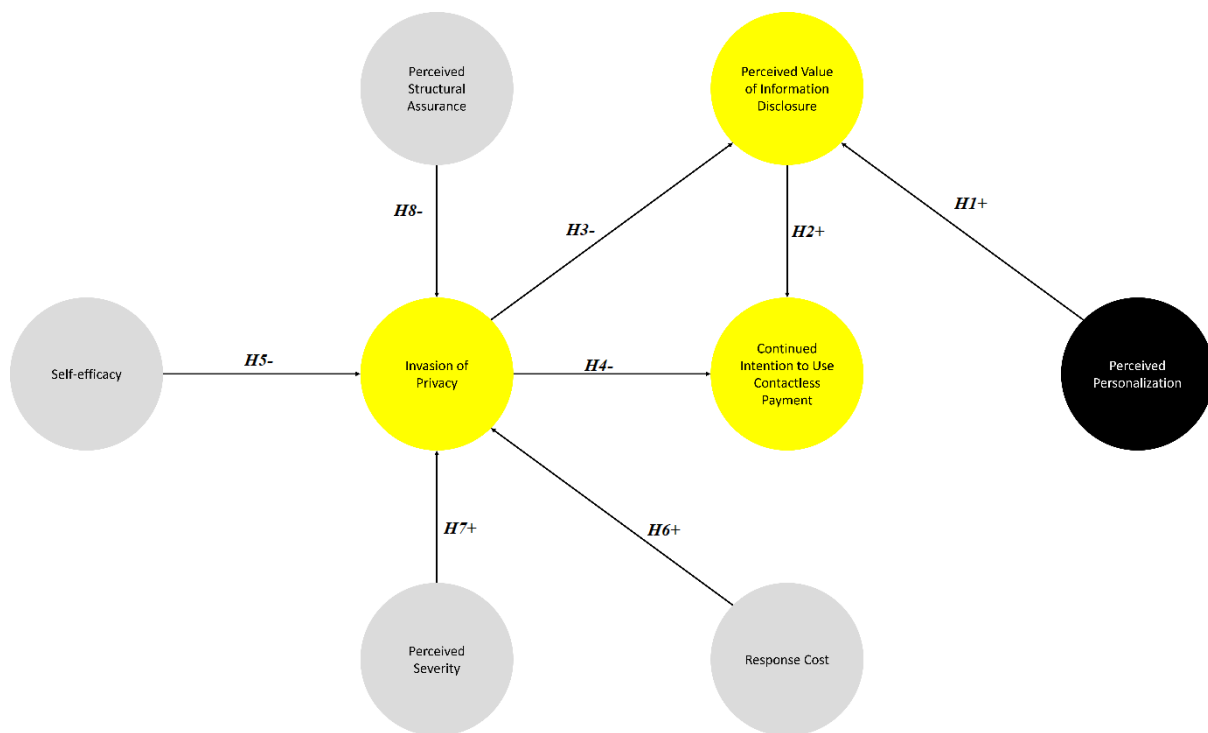 Perceived
Structural
Assurance
Perceived Value
of Information
Disclosure
H8-
H3-
H2+
H1+
Self-efficacy
H5-
Invasion of
Privacy
H4-
Continued
Intention to Use
Contactless
Payment
Perceived
Personalization
H7+
H6+
Perceived
Severity
Response Cost